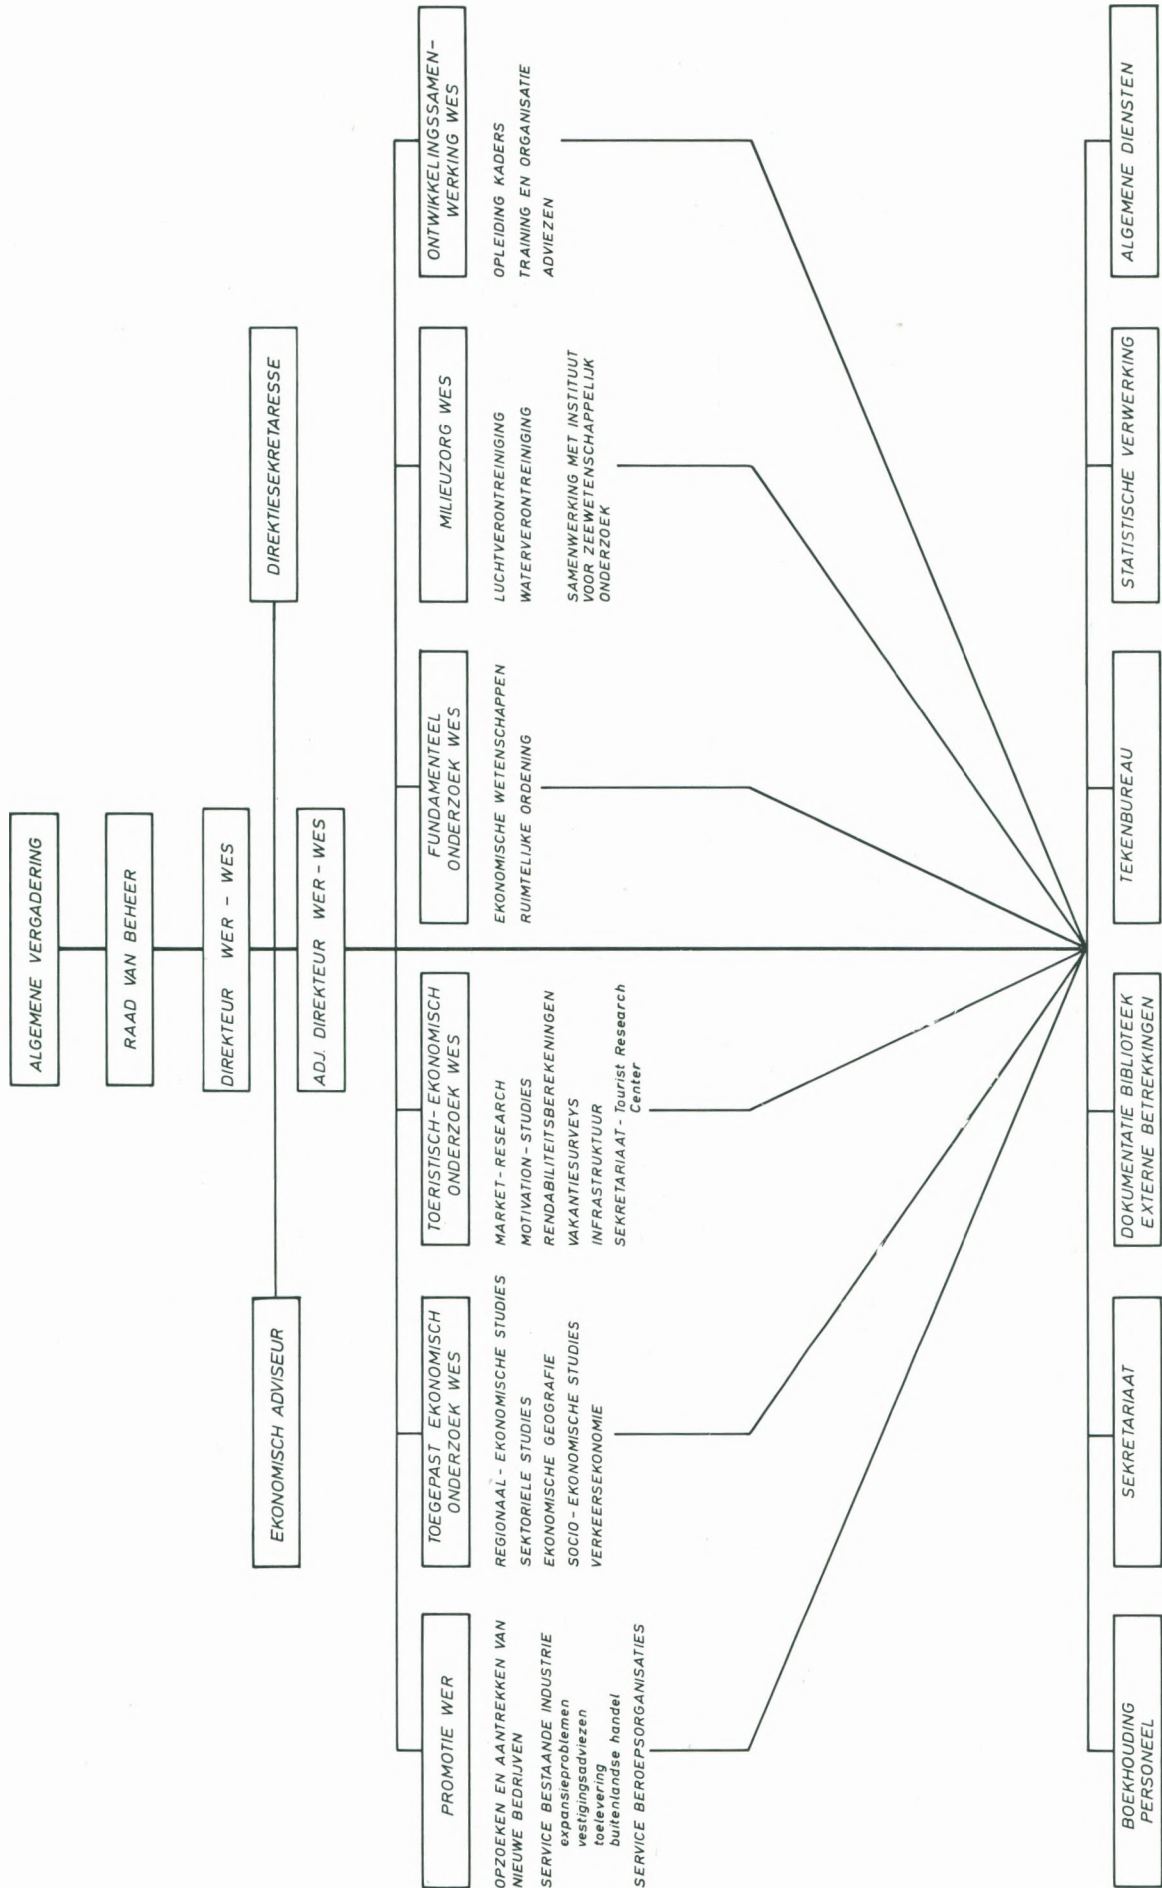 ALGEMENE VERGADERING
RAAD VAN BEHEER
DIREKTEUR WER - WES
EKONOMISCH ADVISEUR
DIREKTIESEKRETARESSE
ADJ. DIREKTEUR WER - WES
PROMOTIE WER
OPZOEKEN EN AANTREKKEN VAN
NIEUWE BEDRIJVEN
SERVICE BESTAANDE INDUSTRIE
expansieproblemen
vestigingsadviezen
toelevering
buitenlandse handel
SERVICE BEROEPSORGANISATIES
TOEGEPAST EKONOMISCH
ONDERZOEK WES
REGIONAAL - EKONOMISCHE STUDIES
SEKTORIELE STUDIES
EKONOMISCHE GEOGRAFIE
SOCIO - EKONOMISCHE STUDIES
VERKEERSEKONOMIE
TOERISTISCH - EKONOMISCH
ONDERZOEK WES
MARKET - RESEARCH
MOTIVATION - STUDIES
RENDABILITEITSBEREKENINGEN
VAKANTIESURVEYS
INFRASTRUKTUUR
SEKRETARIAAT - Tourist Research
Center
FUNDAMENTEEL
ONDERZOEK WES
EKONOMISCHE WETENSCHAPPEN
RUIMTELIJKE ORDENING
MILIEUZORG WES
LUCHTVERONTREINIGING
WATERVERONTREINIGING
SAMENWERKING MET INSTITUUT
VOOR ZEEWETENSCHAPPELIJK
ONDERZOEK
ONTWIKKELINGSSAMEN-
WERKING WES
OPLEIDING KADERS
TRAINING EN ORGANISATIE
ADVIEZEN
BOEKHOUDING
PERSONEEL
SEKRETARIAAT
DOKUMENTATIE BIBLIOTEEK
EXTERNE BETREKKINGEN
TEKENBUREAU
STATISTISCHE VERWERKING
ALGEMENE DIENSTEN